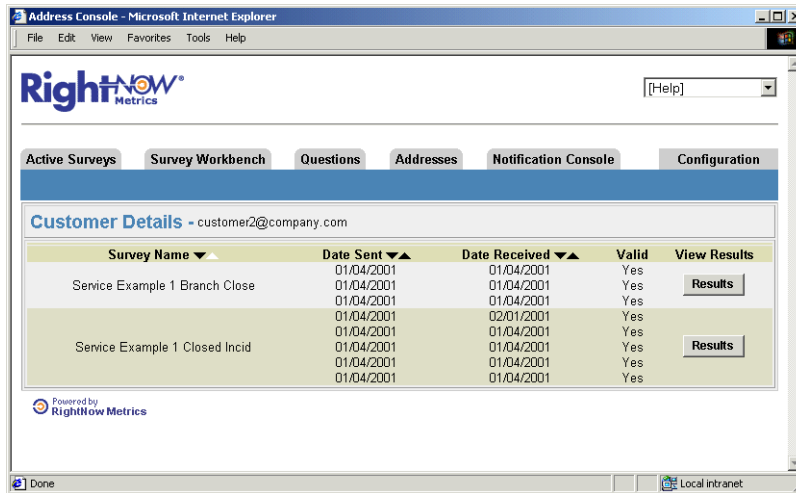 Address Console - Microsoft Internet Explorer
File Edit View Favorites Tools Help
RightNOW®
Metrics
[Help]
Active Surveys Survey Workbench Questions Addresses Notification Console Configuration
Customer Details - customer2@company.com
Survey Name Date Sent Date Received Valid View Results
Service Example 1 Branch Close
01/04/2001 01/04/2001 Yes
01/04/2001 01/04/2001 Yes
01/04/2001 01/04/2001 Yes
Results
Service Example 1 Closed Incid
01/04/2001 02/01/2001 Yes
01/04/2001 01/04/2001 Yes
01/04/2001 01/04/2001 Yes
01/04/2001 01/04/2001 Yes
01/04/2001 01/04/2001 Yes
Results
Powered by
RightNow Metrics
Done Local intranet